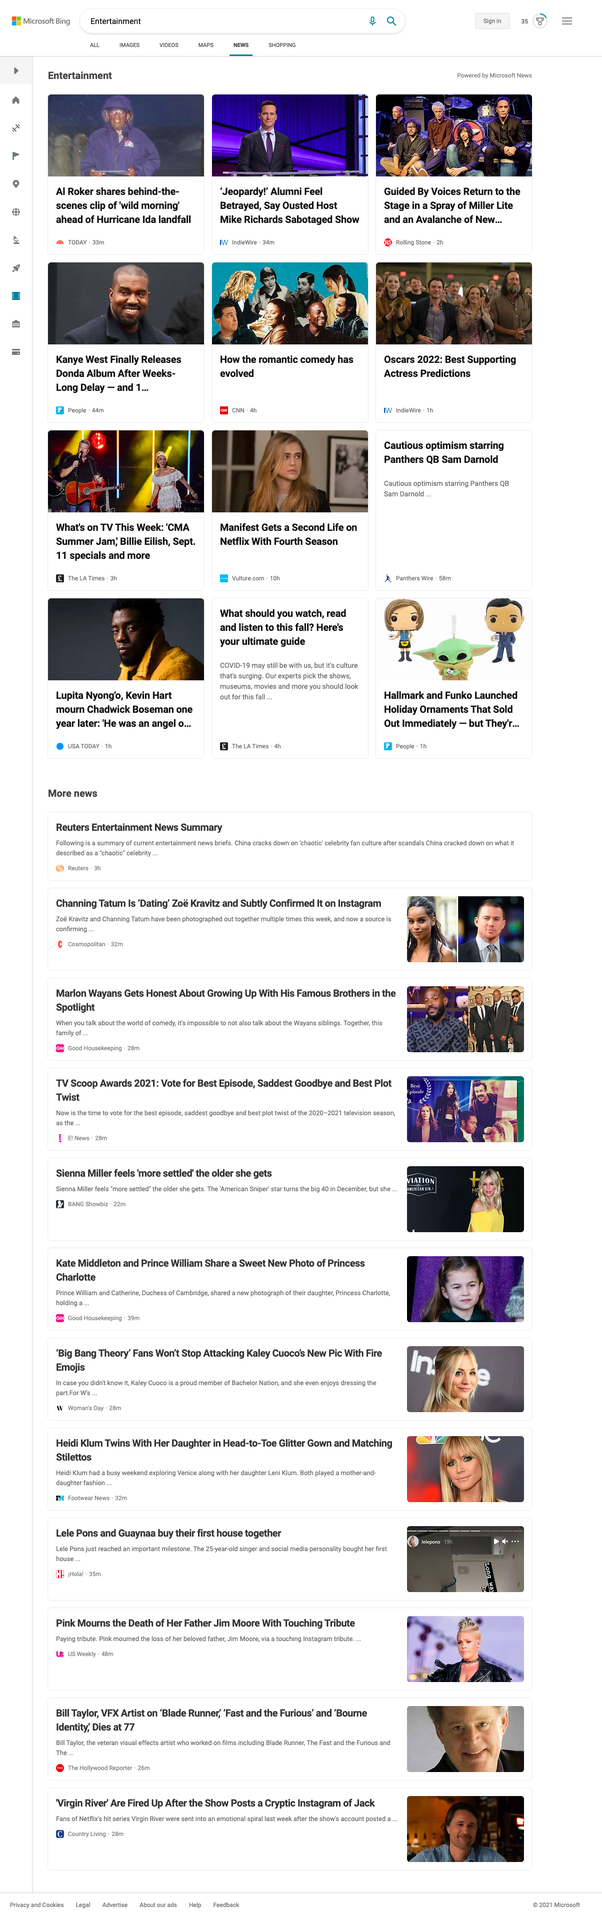 Microsoft Bing
Entertainment
Sign in
35
ALL
IMAGES
VIDEOS
MAPS
NEWS
SHOPPING
Entertainment
Powered by Microsoft News
Al Roker shares behind-the-
scenes clip of 'wild morning'
ahead of Hurricane Ida landfall
TODAY · 33m
'Jeopardy!' Alumni Feel
Betrayed, Say Ousted Host
Mike Richards Sabotaged Show
IndieWire · 34m
Guided By Voices Return to the
Stage in a Spray of Miller Lite
and an Avalanche of New...
Rolling Stone · 2h
Kanye West Finally Releases
Donda Album After Weeks-
Long Delay — and 1...
People · 44m
How the romantic comedy has
evolved
CNN · 4h
Oscars 2022: Best Supporting
Actress Predictions
IndieWire · 1h
What's on TV This Week: 'CMA
Summer Jam,' Billie Eilish, Sept.
11 specials and more
The LA Times · 3h
Manifest Gets a Second Life on
Netflix With Fourth Season
Vulture.com · 10h
Cautious optimism starring
Panthers QB Sam Darnold
Cautious optimism starring Panthers QB
Sam Darnold ...
Panthers Wire · 58m
Lupita Nyong'o, Kevin Hart
mourn Chadwick Boseman one
year later: 'He was an angel o...
USA TODAY · 1h
What should you watch, read
and listen to this fall? Here's
your ultimate guide
COVID-19 may still be with us, but it's culture
that's surging. Our experts pick the shows,
museums, movies and more you should look
out for this fall ...
The LA Times · 4h
Hallmark and Funko Launched
Holiday Ornaments That Sold
Out Immediately — but They'r...
People · 1h
More news
Reuters Entertainment News Summary
Following is a summary of current entertainment news briefs. China cracks down on 'chaotic' celebrity fan culture after scandals China cracked down on what it
described as a "chaotic" celebrity ...
Reuters · 3h
Channing Tatum Is 'Dating' Zoë Kravitz and Subtly Confirmed It on Instagram
Zoë Kravitz and Channing Tatum have been photographed out together multiple times this week, and now a source is
confirming ...
Cosmopolitan · 32m
Marlon Wayans Gets Honest About Growing Up With His Famous Brothers in the
Spotlight
When you talk about the world of comedy, it's impossible to not also talk about the Wayans siblings. Together, this
family of ...
Good Housekeeping · 28m
TV Scoop Awards 2021: Vote for Best Episode, Saddest Goodbye and Best Plot
Twist
Now is the time to vote for the best episode, saddest goodbye and best plot twist of the 2020-2021 television season,
as the ...
E! News · 28m
Best
Episode
Sienna Miller feels 'more settled' the older she gets
Sienna Miller feels "more settled" the older she gets. The 'American Sniper' star turns the big 40 in December, but she ...
BANG Showbiz · 22m
VIATION
Kate Middleton and Prince William Share a Sweet New Photo of Princess
Charlotte
Prince William and Catherine, Duchess of Cambridge, shared a new photograph of their daughter, Princess Charlotte,
holding a ...
Good Housekeeping · 39m
'Big Bang Theory' Fans Won't Stop Attacking Kaley Cuoco's New Pic With Fire
Emojis
In case you didn't know it, Kaley Cuoco is a proud member of Bachelor Nation, and she even enjoys dressing the
part.For W's ...
Woman's Day · 28m
Heidi Klum Twins With Her Daughter in Head-to-Toe Glitter Gown and Matching
Stilettos
Heidi Klum had a busy weekend exploring Venice along with her daughter Leni Klum. Both played a mother-and-
daughter fashion ...
Footwear News · 32m
Lele Pons and Guaynaa buy their first house together
Lele Pons just reached an important milestone. The 25-year-old singer and social media personality bought her first
house ...
¡Hola! · 35m
lelepons
Pink Mourns the Death of Her Father Jim Moore With Touching Tribute
Paying tribute. Pink mourned the loss of her beloved father, Jim Moore, via a touching Instagram tribute. ...
US Weekly · 48m
Bill Taylor, VFX Artist on 'Blade Runner,' 'Fast and the Furious' and 'Bourne
Identity,' Dies at 77
Bill Taylor, the veteran visual effects artist who worked on films including Blade Runner, The Fast and the Furious and
The ...
The Hollywood Reporter · 26m
'Virgin River' Are Fired Up After the Show Posts a Cryptic Instagram of Jack
Fans of Netflix's hit series Virgin River were sent into an emotional spiral last week after the show's account posted a ...
Country Living · 28m
Privacy and Cookies
Legal
Advertise
About our ads
Help
Feedback
© 2021 Microsoft